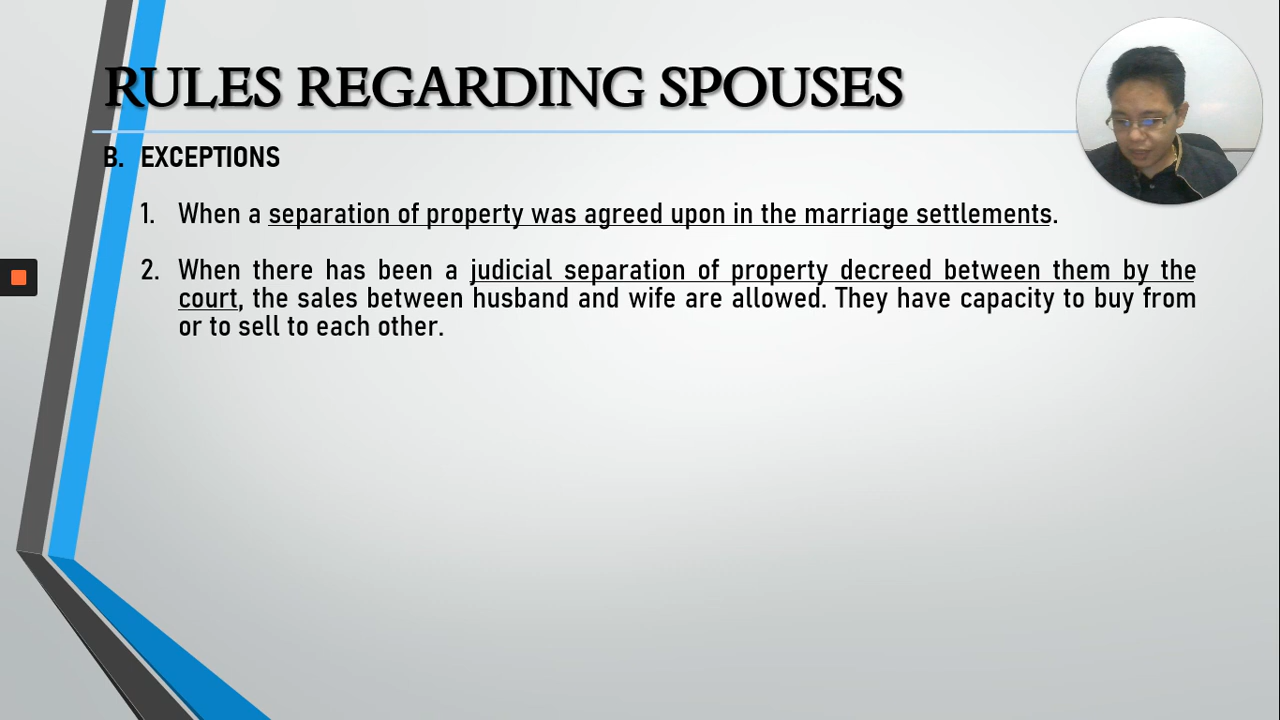 RULES REGARDING SPOUSES
B. EXCEPTIONS
1. When a separation of property was agreed upon in the marriage settlements.
2. When there has been a judicial separation of property decreed between them by the
court, the sales between husband and wife are allowed. They have capacity to buy from
or to sell to each other.